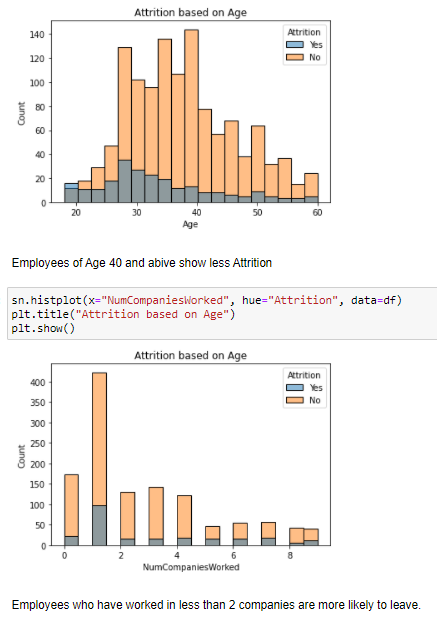 Attrition based on Age
140
120
100
80
60
40
20
0
Count
Attrition
Yes
No
20 30 40 50 60
Age
Employees of Age 40 and abive show less Attrition
sn.histplot(x="NumCompaniesWorked", hue="Attrition", data=df)
plt.title("Attrition based on Age")
plt.show()
Attrition based on Age
400
350
300
250
200
150
100
50
0
Count
Attrition
Yes
No
0 2 4 6 8
NumCompaniesWorked
Employees who have worked in less than 2 companies are more likely to leave.